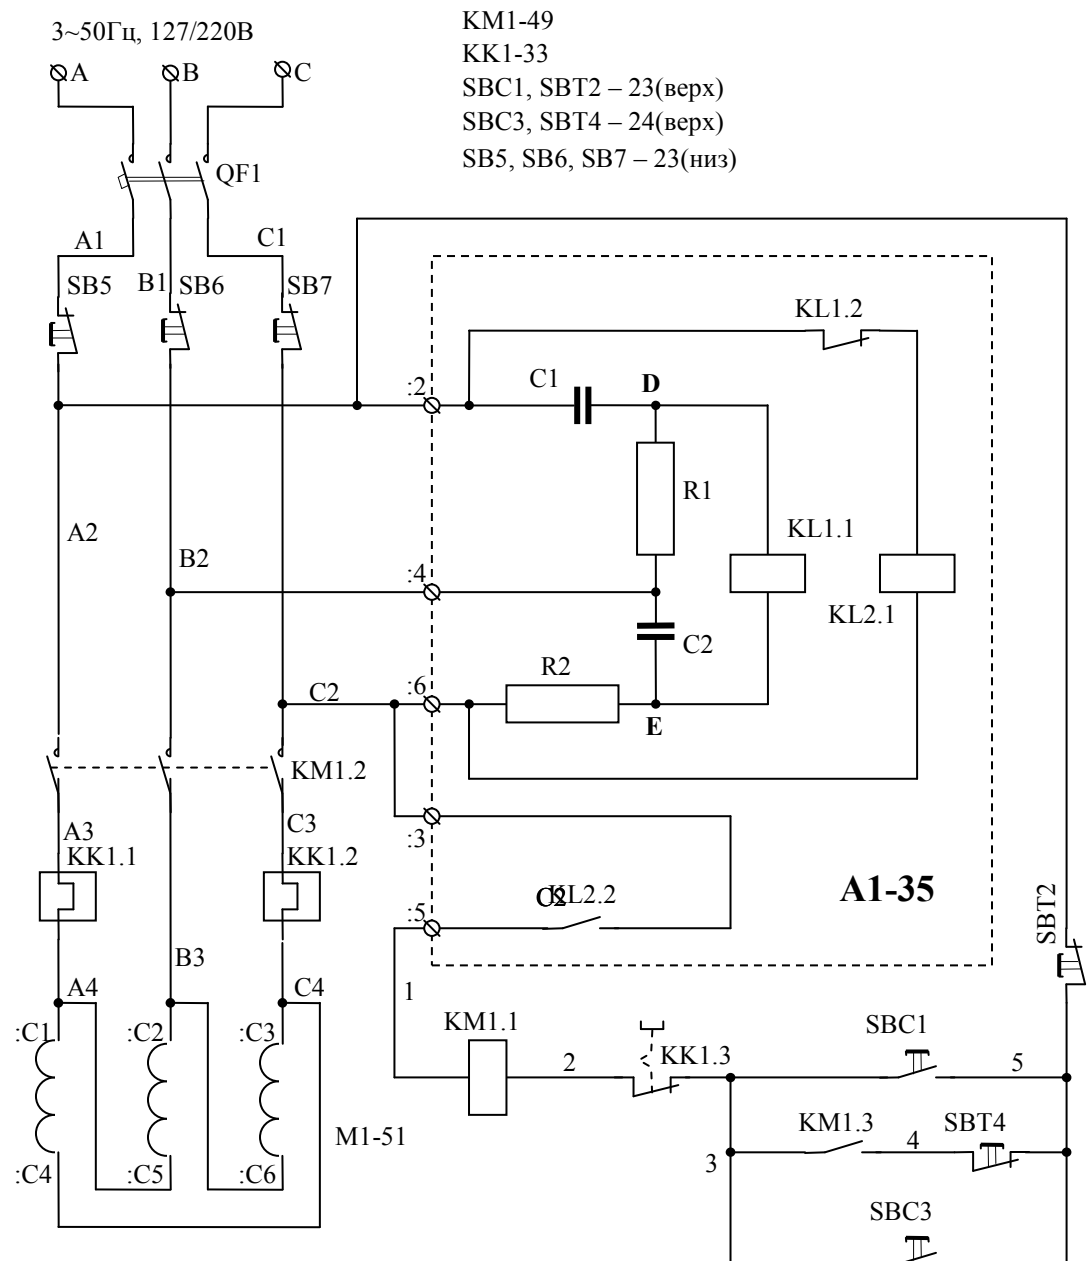 3~50Гц, 127/220В
KM1-49
KK1-33
SBC1, SBT2 – 23(верх)
SBC3, SBT4 – 24(верх)
SB5, SB6, SB7 – 23(низ)
A
B
C
QF1
A1
C1
SB5
B1
SB6
SB7
KL1.2
:2
C1
D
R1
A2
B2
KL1.1
:4
KL2.1
C2
R2
:6
C2
E
KM1.2
A3
C3
:3
KK1.1
KK1.2
A1-35
:5
C2
KL2.2
SBT2
B3
A4
C4
1
:C1
:C2
:C3
KM1.1
SBC1
2
KK1.3
5
M1-51
KM1.3
4
SBT4
3
:C4
:C5
:C6
SBC3